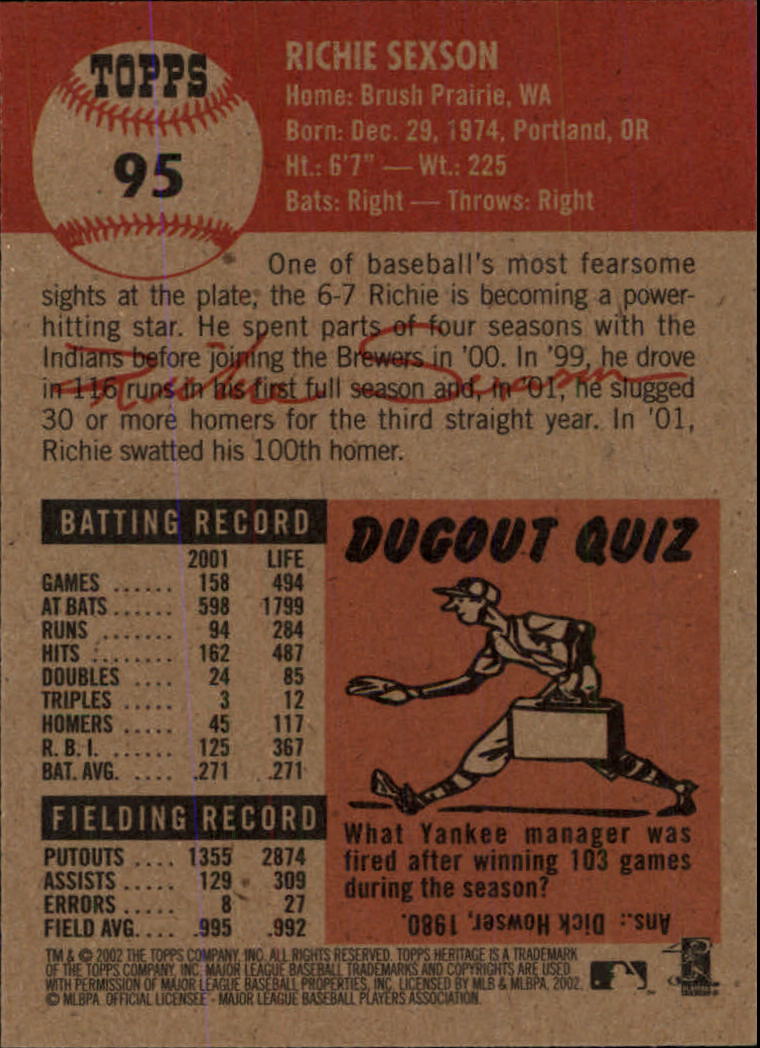 TOPPS
95
RICHIE SEXSON
Home: Brush Prairie, WA
Born: Dec. 29, 1974, Portland, OR
Ht.: 6'7" — Wt.: 225
Bats: Right — Throws: Right
One of baseball's most fearsome
sights at the plate, the 6-7 Richie is becoming a power-
hitting star. He spent parts of four seasons with the
Indians before joining the Brewers in '00. In '99, he drove
in 116 runs in his first full season and, in '01, he slugged
30 or more homers for the third straight year. In '01,
Richie swatted his 100th homer.
Richie Sexson
BATTING RECORD
2001 LIFE
GAMES ...... 158 494
AT BATS...... 598 1799
RUNS ....... 94 284
HITS ........ 162 487
DOUBLES .... 24 85
TRIPLES ..... 3 12
HOMERS ..... 45 117
R. B. I. ...... 125 367
BAT. AVG. .... .271 .271
FIELDING RECORD
PUTOUTS .... 1355 2874
ASSISTS ..... 129 309
ERRORS ..... 8 27
FIELD AVG.... .995 .992
DUGOUT QUIZ
What Yankee manager was
fired after winning 103 games
during the season?
Ans.: Dick Howser, 1980.
TM & © 2002 THE TOPPS COMPANY, INC. ALL RIGHTS RESERVED. TOPPS HERITAGE IS A TRADEMARK
OF THE TOPPS COMPANY, INC. MAJOR LEAGUE BASEBALL TRADEMARKS AND COPYRIGHTS ARE USED
WITH PERMISSION OF MAJOR LEAGUE BASEBALL PROPERTIES, INC. LICENSED BY MLB & MLBPA, 2002.
© MLBPA. OFFICIAL LICENSEE - MAJOR LEAGUE BASEBALL PLAYERS ASSOCIATION.